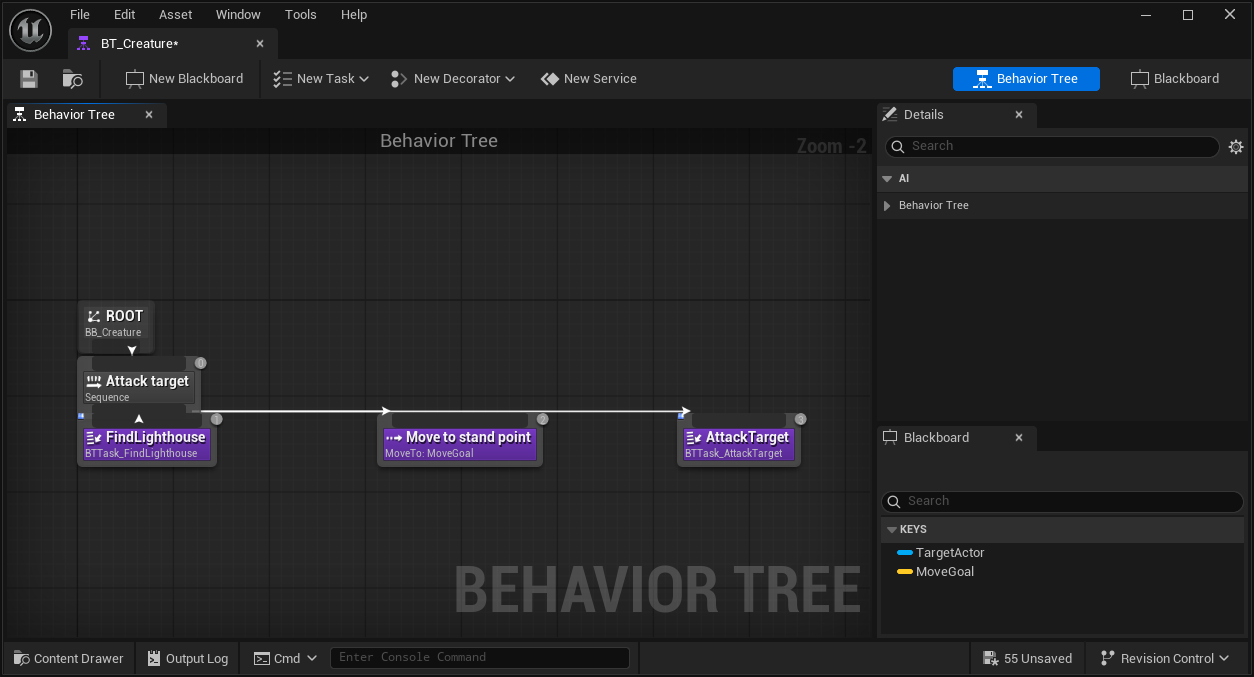 File Edit Asset Window Tools Help
BT_Creature*
New Blackboard New Task New Decorator New Service Behavior Tree Blackboard
Behavior Tree
Behavior Tree
Zoom -2
ROOT
BB_Creature
0
Attack target
Sequence
1
FindLighthouse
BTTask_FindLighthouse
2
Move to stand point
MoveTo: MoveGoal
3
AttackTarget
BTTask_AttackTarget
BEHAVIOR TREE
Details
Search
AI
Behavior Tree
Blackboard
Search
KEYS
TargetActor
MoveGoal
Content Drawer Output Log Cmd Enter Console Command 55 Unsaved Revision Control